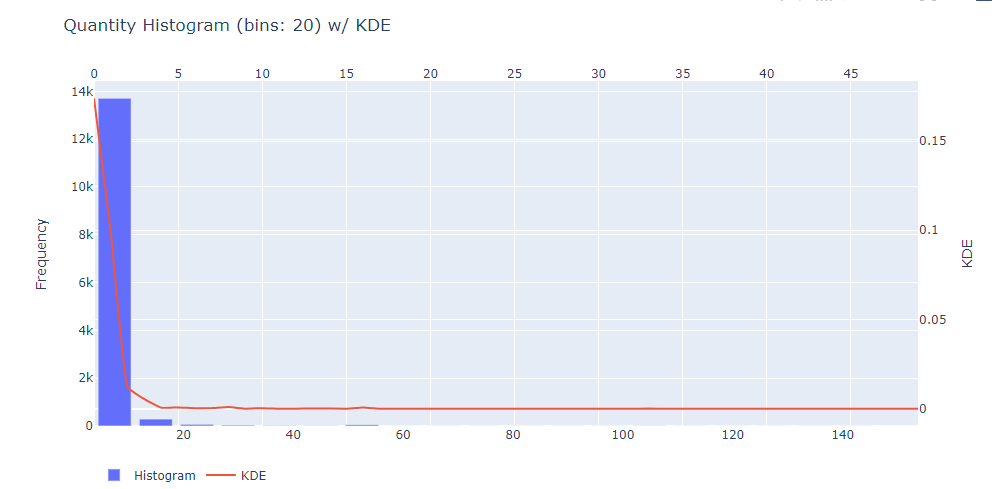 Quantity Histogram (bins: 20) w/ KDE
0 5 10 15 20 25 30 35 40 45
14k
12k
10k
8k
6k
4k
2k
0
Frequency
0.15
0.1
0.05
0
KDE
20 40 60 80 100 120 140
Histogram KDE